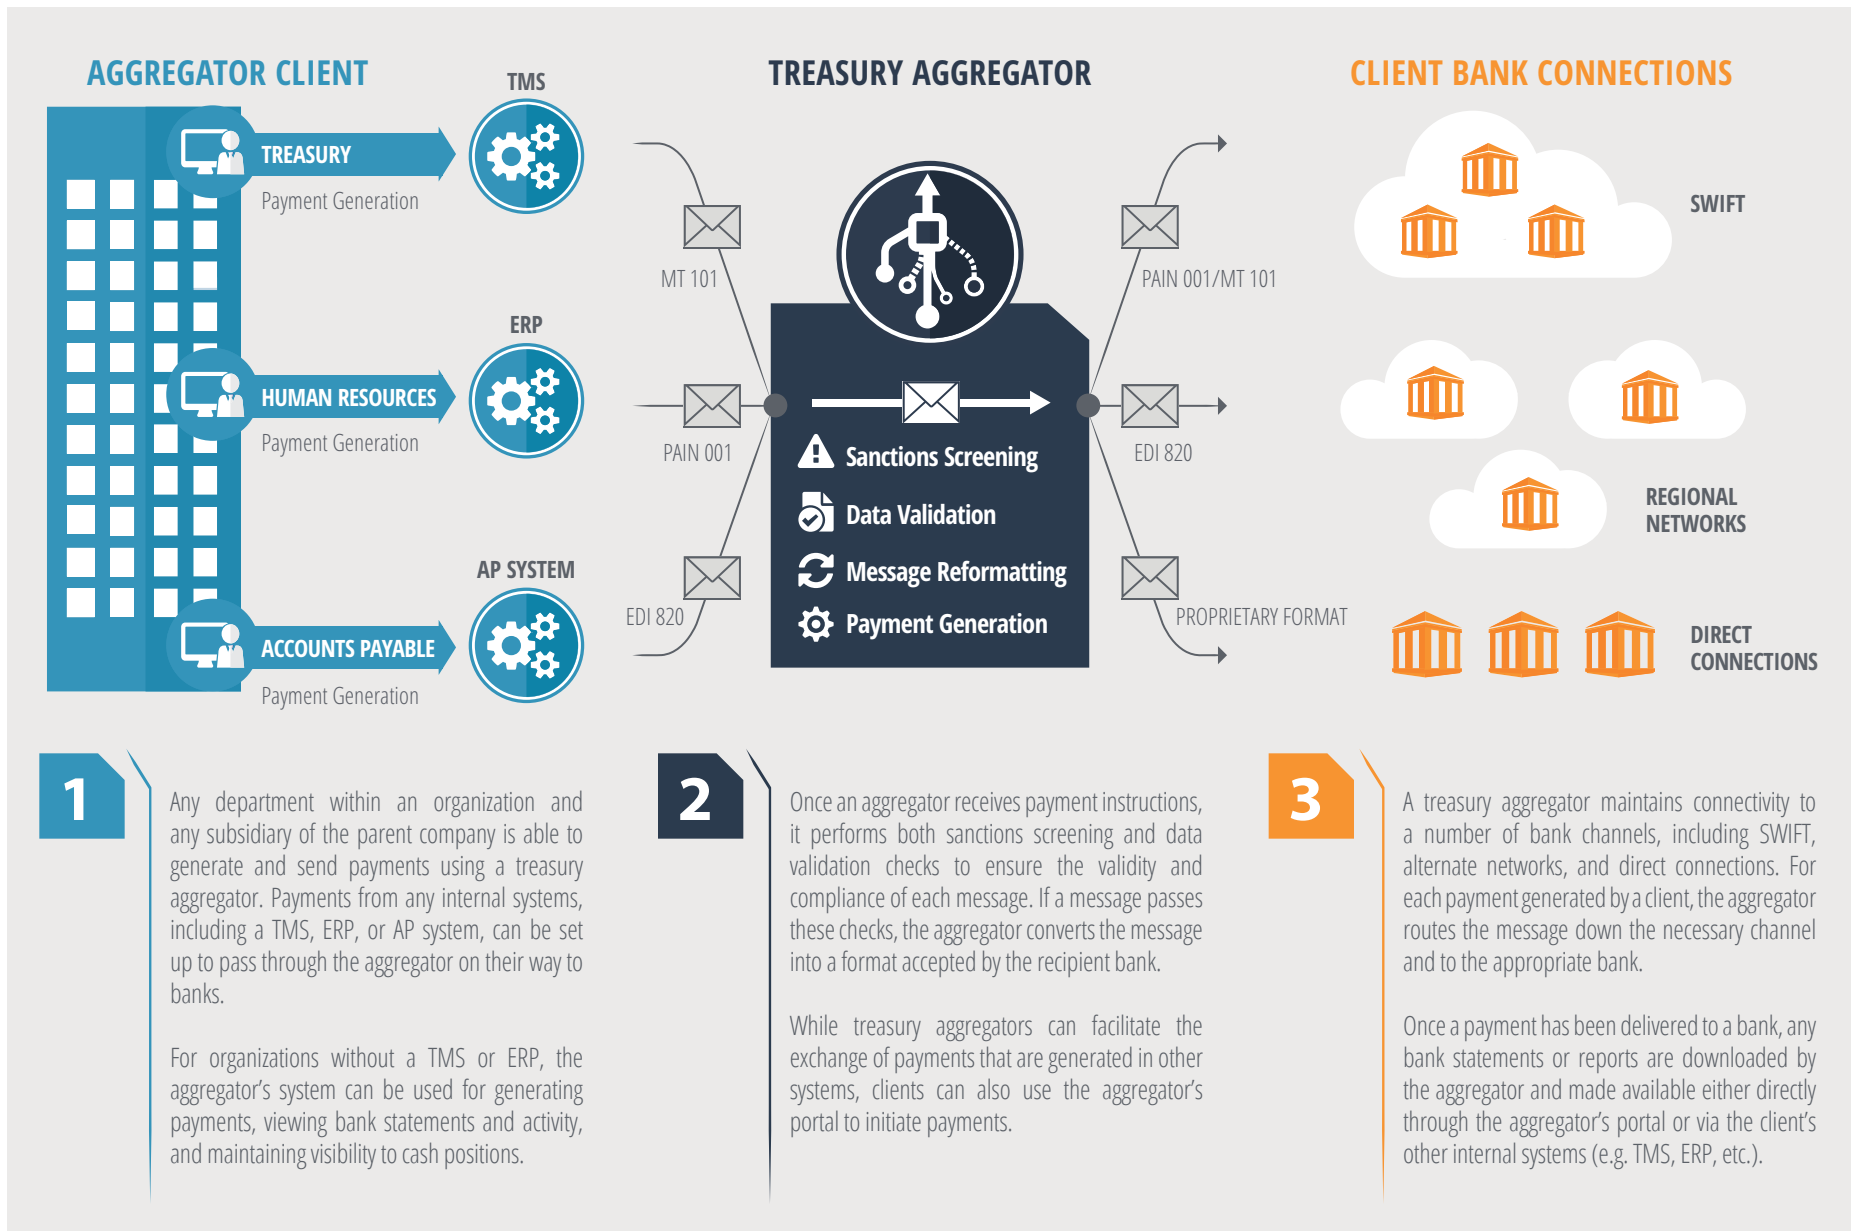 AGGREGATOR CLIENT
TMS
TREASURY
Payment Generation
ERP
HUMAN RESOURCES
Payment Generation
AP SYSTEM
ACCOUNTS PAYABLE
Payment Generation
TREASURY AGGREGATOR
MT 101
PAIN 001
EDI 820
Sanctions Screening
Data Validation
Message Reformatting
Payment Generation
PAIN 001/MT 101
EDI 820
PROPRIETARY FORMAT
CLIENT BANK CONNECTIONS
SWIFT
REGIONAL
NETWORKS
DIRECT
CONNECTIONS
1
Any department within an organization and
any subsidiary of the parent company is able to
generate and send payments using a treasury
aggregator. Payments from any internal systems,
including a TMS, ERP, or AP system, can be set
up to pass through the aggregator on their way to
banks.
For organizations without a TMS or ERP, the
aggregator's system can be used for generating
payments, viewing bank statements and activity,
and maintaining visibility to cash positions.
2
Once an aggregator receives payment instructions,
it performs both sanctions screening and data
validation checks to ensure the validity and
compliance of each message. If a message passes
these checks, the aggregator converts the message
into a format accepted by the recipient bank.
While treasury aggregators can facilitate the
exchange of payments that are generated in other
systems, clients can also use the aggregator's
portal to initiate payments.
3
A treasury aggregator maintains connectivity to
a number of bank channels, including SWIFT,
alternate networks, and direct connections. For
each payment generated by a client, the aggregator
routes the message down the necessary channel
and to the appropriate bank.
Once a payment has been delivered to a bank, any
bank statements or reports are downloaded by
the aggregator and made available either directly
through the aggregator's portal or via the client's
other internal systems (e.g. TMS, ERP, etc.).